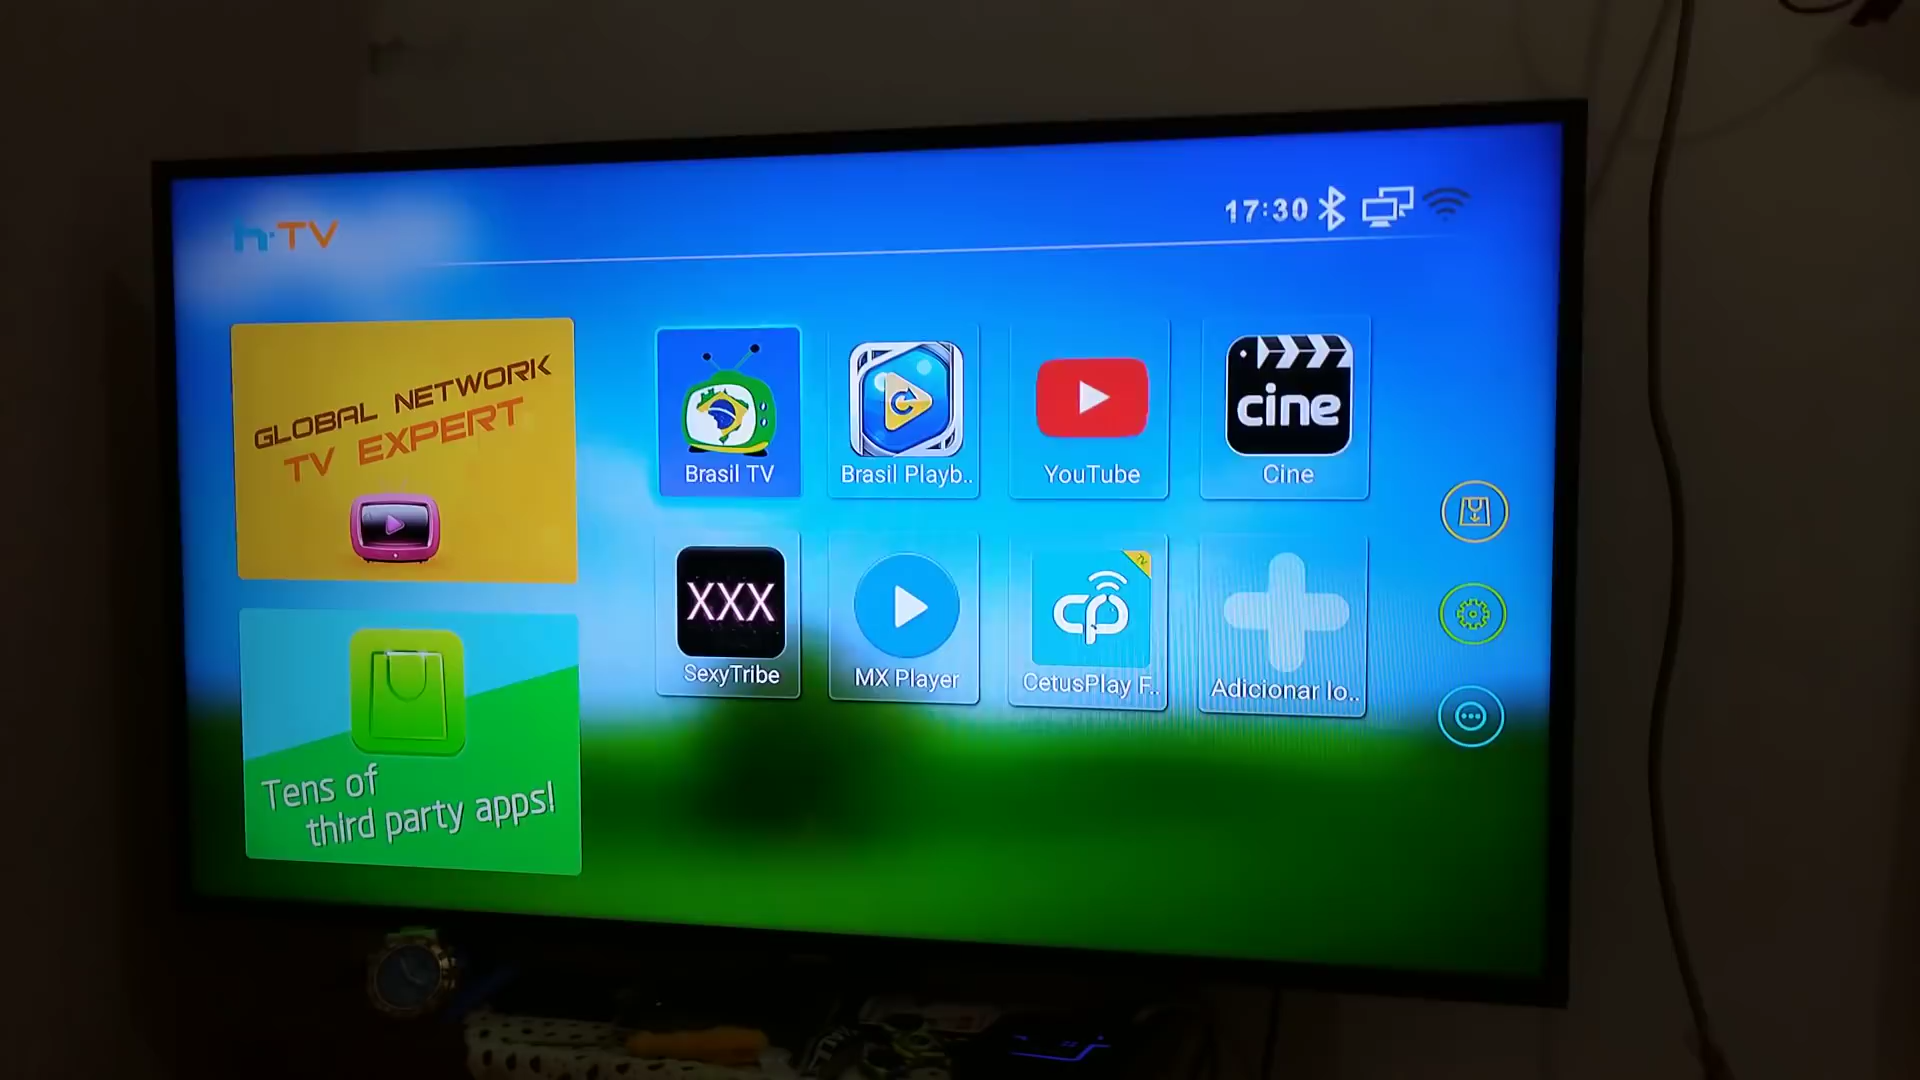 h·TV
17:30
GLOBAL NETWORK
TV EXPERT
Brasil TV
Brasil Playb..
YouTube
cine
Cine
XXX
SexyTribe
MX Player
CetusPlay F..
Adicionar lo..
Tens of
third party apps!